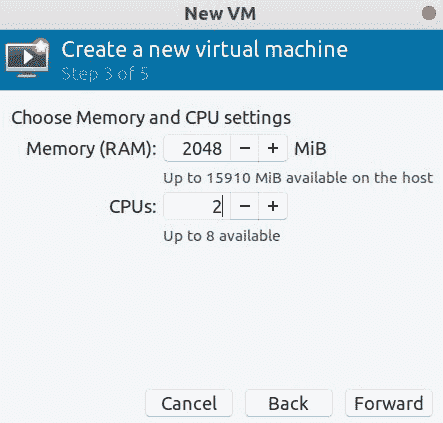 New VM
Create a new virtual machine
Step 3 of 5
Choose Memory and CPU settings
Memory (RAM): 2048 − + MiB
Up to 15910 MiB available on the host
CPUs: 2 − +
Up to 8 available
Cancel Back Forward